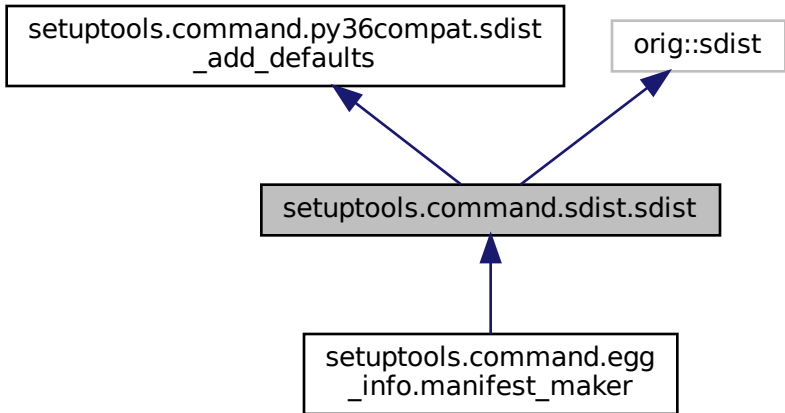 setuptools.command.py36compat.sdist
_add_defaults
orig::sdist
setuptools.command.sdist.sdist
setuptools.command.egg
_info.manifest_maker